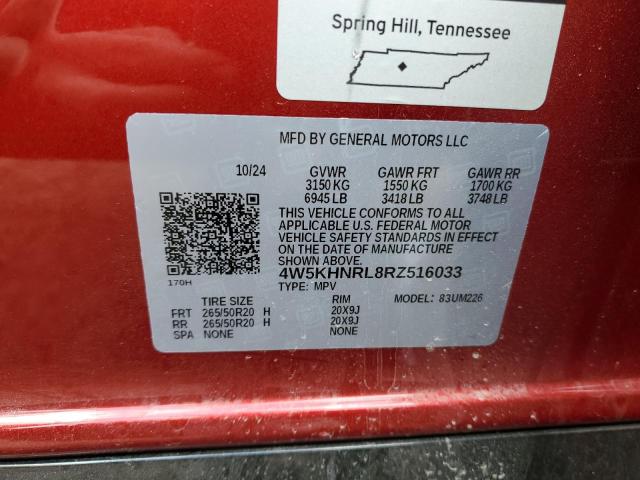 Spring Hill, Tennessee
MFD BY GENERAL MOTORS LLC
10/24 GVWR GAWR FRT GAWR RR
3150 KG 1550 KG 1700 KG
6945 LB 3418 LB 3748 LB
THIS VEHICLE CONFORMS TO ALL
APPLICABLE U.S. FEDERAL MOTOR
VEHICLE SAFETY STANDARDS IN EFFECT
ON THE DATE OF MANUFACTURE
SHOWN ABOVE.
4W5KHNRL8RZ516033
170H
TYPE: MPV MODEL: 83UM226
TIRE SIZE RIM
FRT 265/50R20 H 20X9J
RR 265/50R20 H 20X9J
SPA NONE NONE